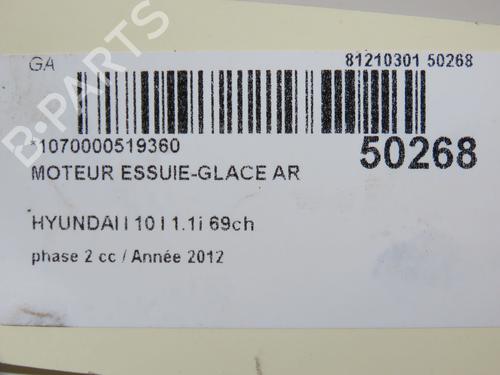 GA
81210301 50268
*1070000519360
50268
MOTEUR ESSUIE-GLACE AR
HYUNDAI I 10 I 1.1i 69ch
phase 2 cc / Année 2012
B-PARTS